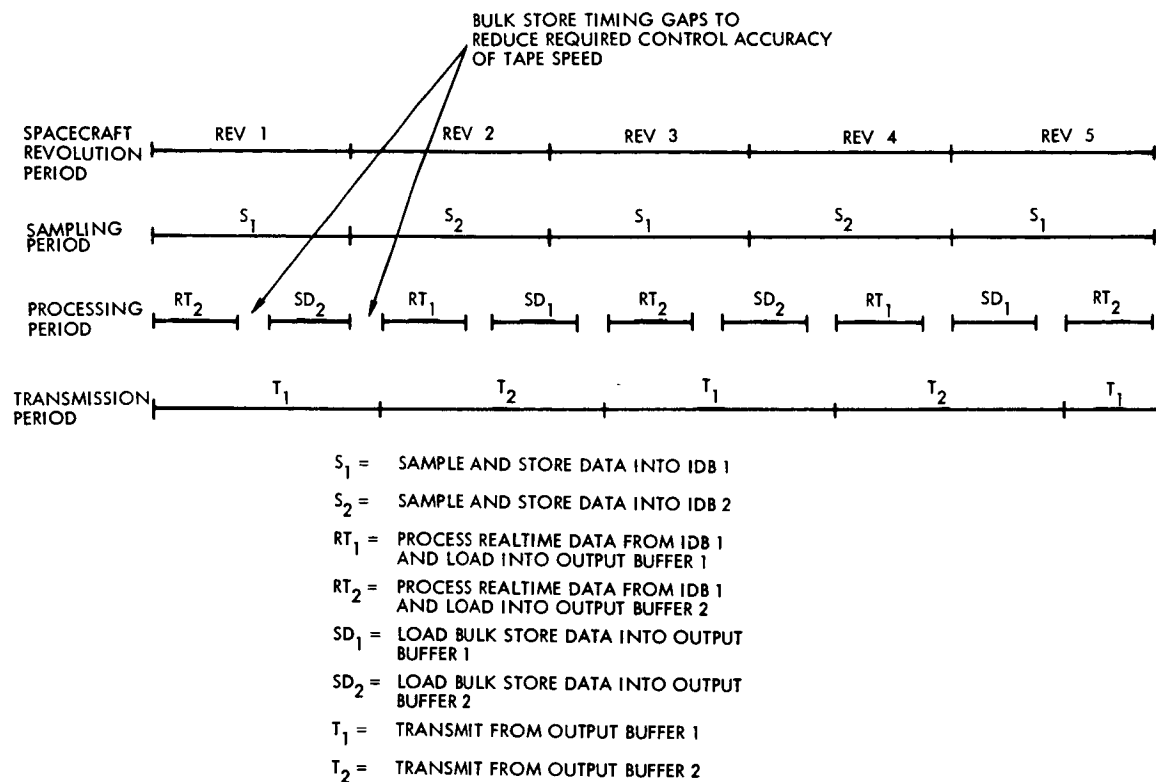 BULK STORE TIMING GAPS TO
REDUCE REQUIRED CONTROL ACCURACY
OF TAPE SPEED
SPACECRAFT
REVOLUTION
PERIOD
REV 1 REV 2 REV 3 REV 4 REV 5
SAMPLING
PERIOD
S1 S2 S1 S2 S1
PROCESSING
PERIOD
RT2 SD2 RT1 SD1 RT2 SD2 RT1 SD1 RT2
TRANSMISSION
PERIOD
T1 T2 T1 T2 T1
S1 = SAMPLE AND STORE DATA INTO IDB 1
S2 = SAMPLE AND STORE DATA INTO IDB 2
RT1 = PROCESS REALTIME DATA FROM IDB 1
AND LOAD INTO OUTPUT BUFFER 1
RT2 = PROCESS REALTIME DATA FROM IDB 1
AND LOAD INTO OUTPUT BUFFER 2
SD1 = LOAD BULK STORE DATA INTO OUTPUT
BUFFER 1
SD2 = LOAD BULK STORE DATA INTO OUTPUT
BUFFER 2
T1 = TRANSMIT FROM OUTPUT BUFFER 1
T2 = TRANSMIT FROM OUTPUT BUFFER 2